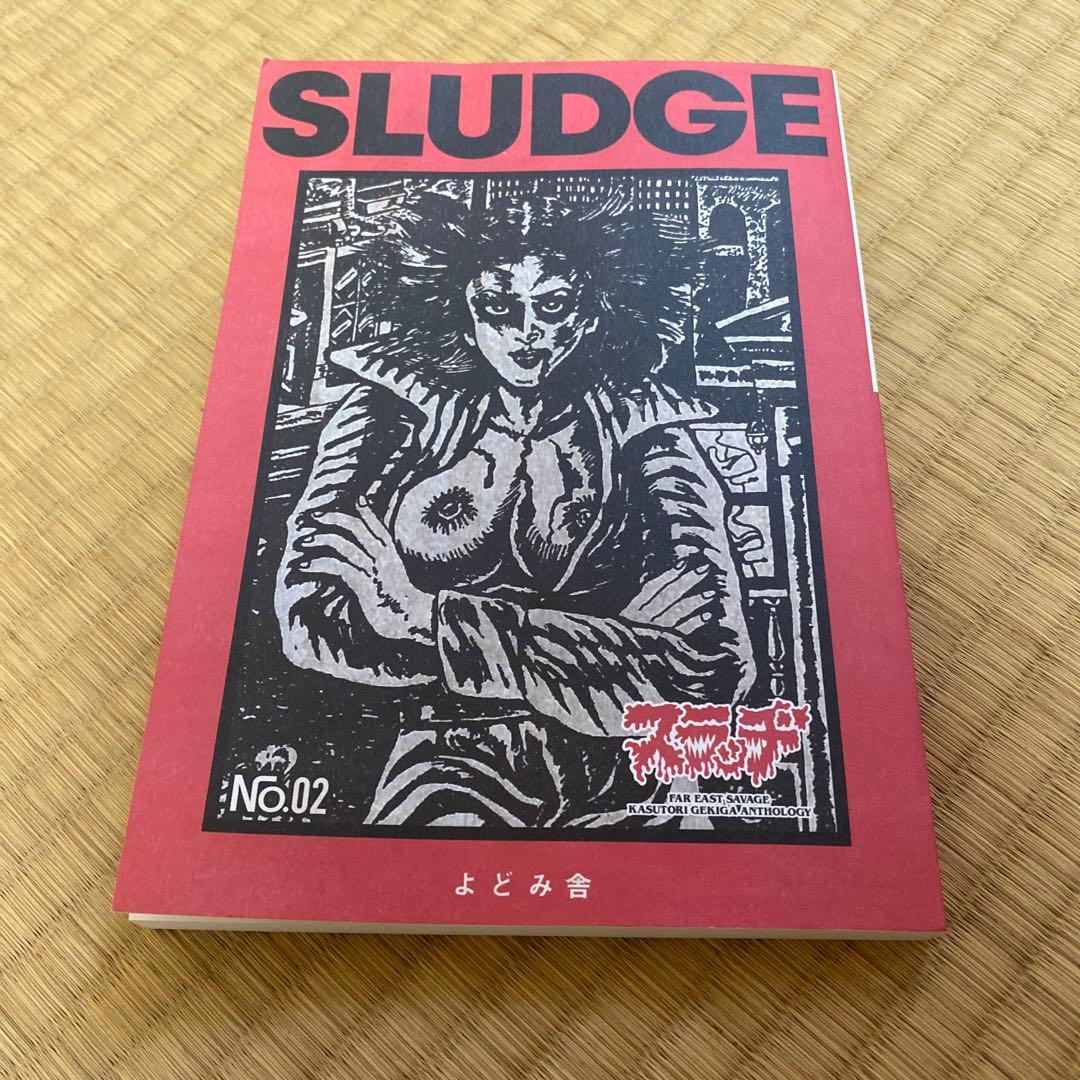 SLUDGE
No.02
スラッヂ
FAR EAST SAVAGE
KASUTORI GEKIGA ANTHOLOGY
よどみ舎